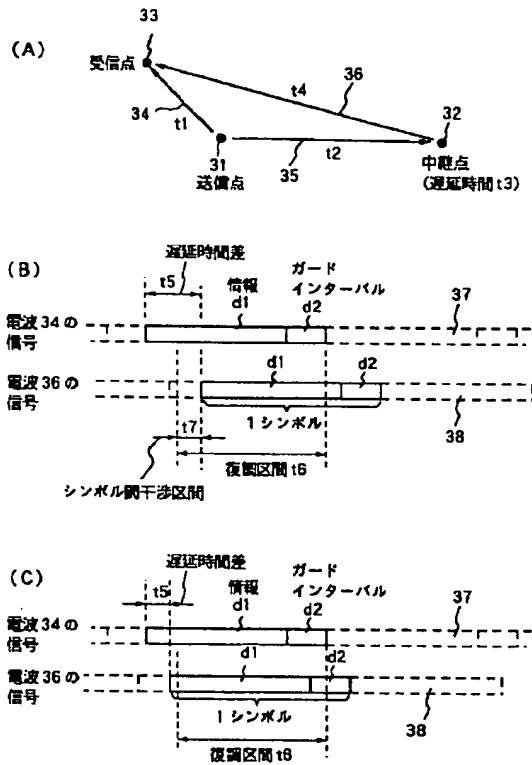 (A)
33
受信点
34
t1
31
送信点
35
t2
t4
36
32
中継点
(遅延時間t3)
(B)
遅延時間差
t5
情報
d1
ガード
インターバル
d2
37
電波34の
信号
電波36の
信号
d1
d2
1シンボル
38
t7
復調区間t6
シンボル間干渉区間
(C)
遅延時間差
t5
情報
d1
ガード
インターバル
d2
37
電波34の
信号
電波36の
信号
d1
d2
1シンボル
38
復調区間t6